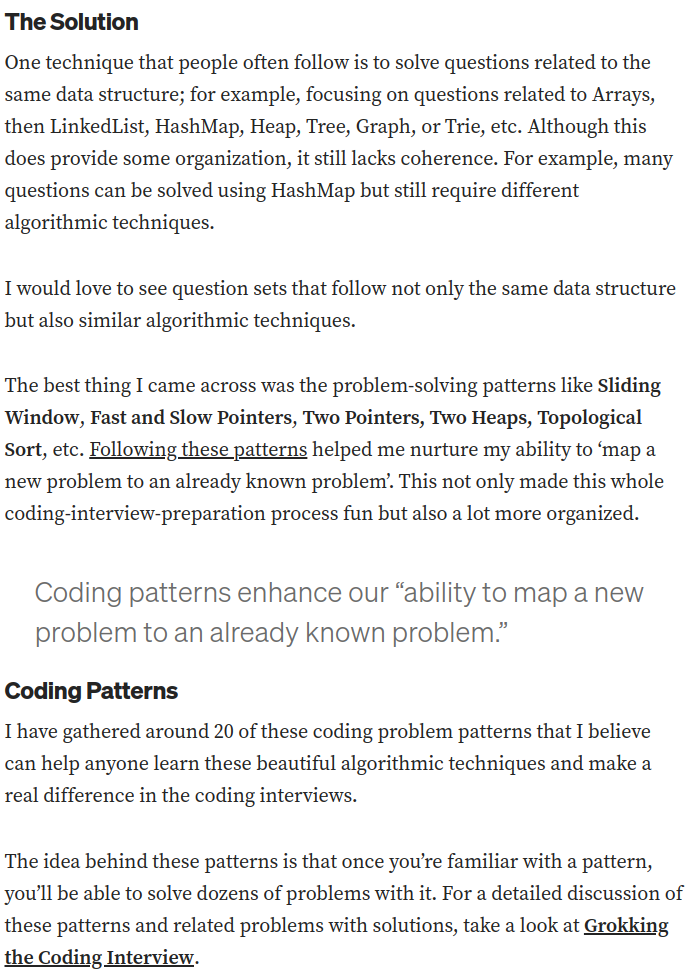 The Solution
One technique that people often follow is to solve questions related to the
same data structure; for example, focusing on questions related to Arrays,
then LinkedList, HashMap, Heap, Tree, Graph, or Trie, etc. Although this
does provide some organization, it still lacks coherence. For example, many
questions can be solved using HashMap but still require different
algorithmic techniques.
I would love to see question sets that follow not only the same data structure
but also similar algorithmic techniques.
The best thing I came across was the problem-solving patterns like Sliding
Window, Fast and Slow Pointers, Two Pointers, Two Heaps, Topological
Sort, etc. Following these patterns helped me nurture my ability to ‘map a
new problem to an already known problem’. This not only made this whole
coding-interview-preparation process fun but also a lot more organized.
Coding patterns enhance our “ability to map a new
problem to an already known problem.”
Coding Patterns
I have gathered around 20 of these coding problem patterns that I believe
can help anyone learn these beautiful algorithmic techniques and make a
real difference in the coding interviews.
The idea behind these patterns is that once you’re familiar with a pattern,
you’ll be able to solve dozens of problems with it. For a detailed discussion of
these patterns and related problems with solutions, take a look at Grokking
the Coding Interview.